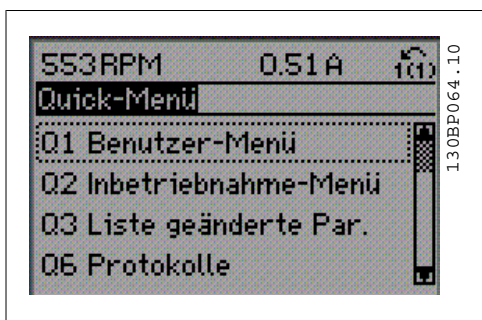 553RPM 0.51 A 1(1)
Quick-Menü
Q1 Benutzer-Menü
Q2 Inbetriebnahme-Menü
Q3 Liste geänderte Par.
Q6 Protokolle
130BP064.10